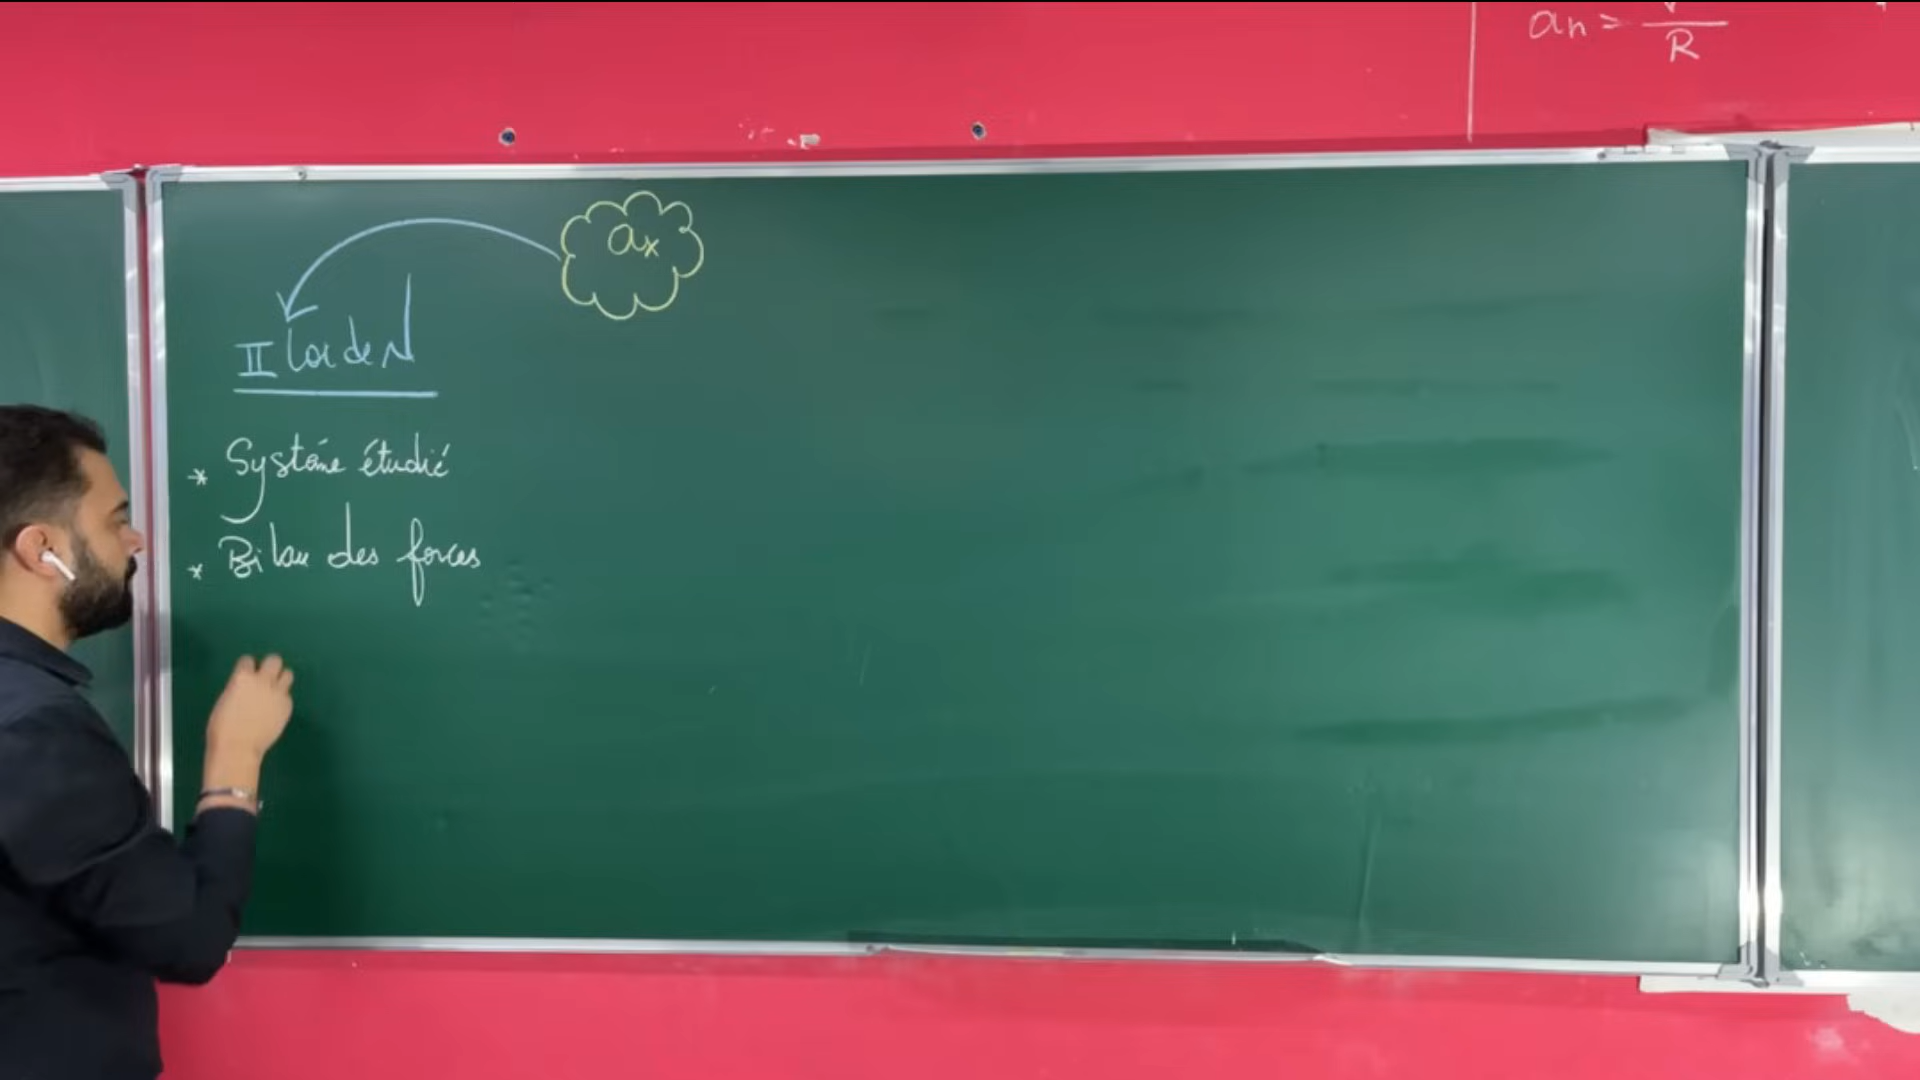 an = V / R
ax
II Loi de N
* Système étudié
* Bilan des forces